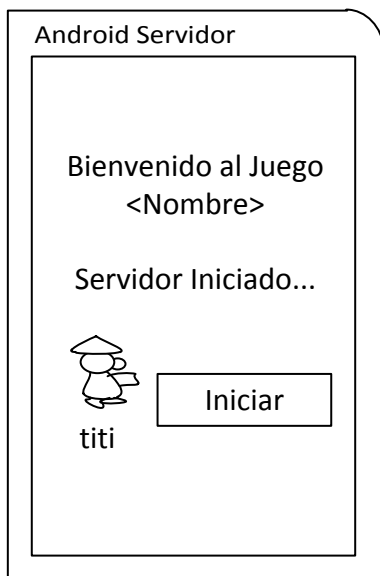 Android Servidor
Bienvenido al Juego
<Nombre>
Servidor Iniciado...
Iniciar
titi